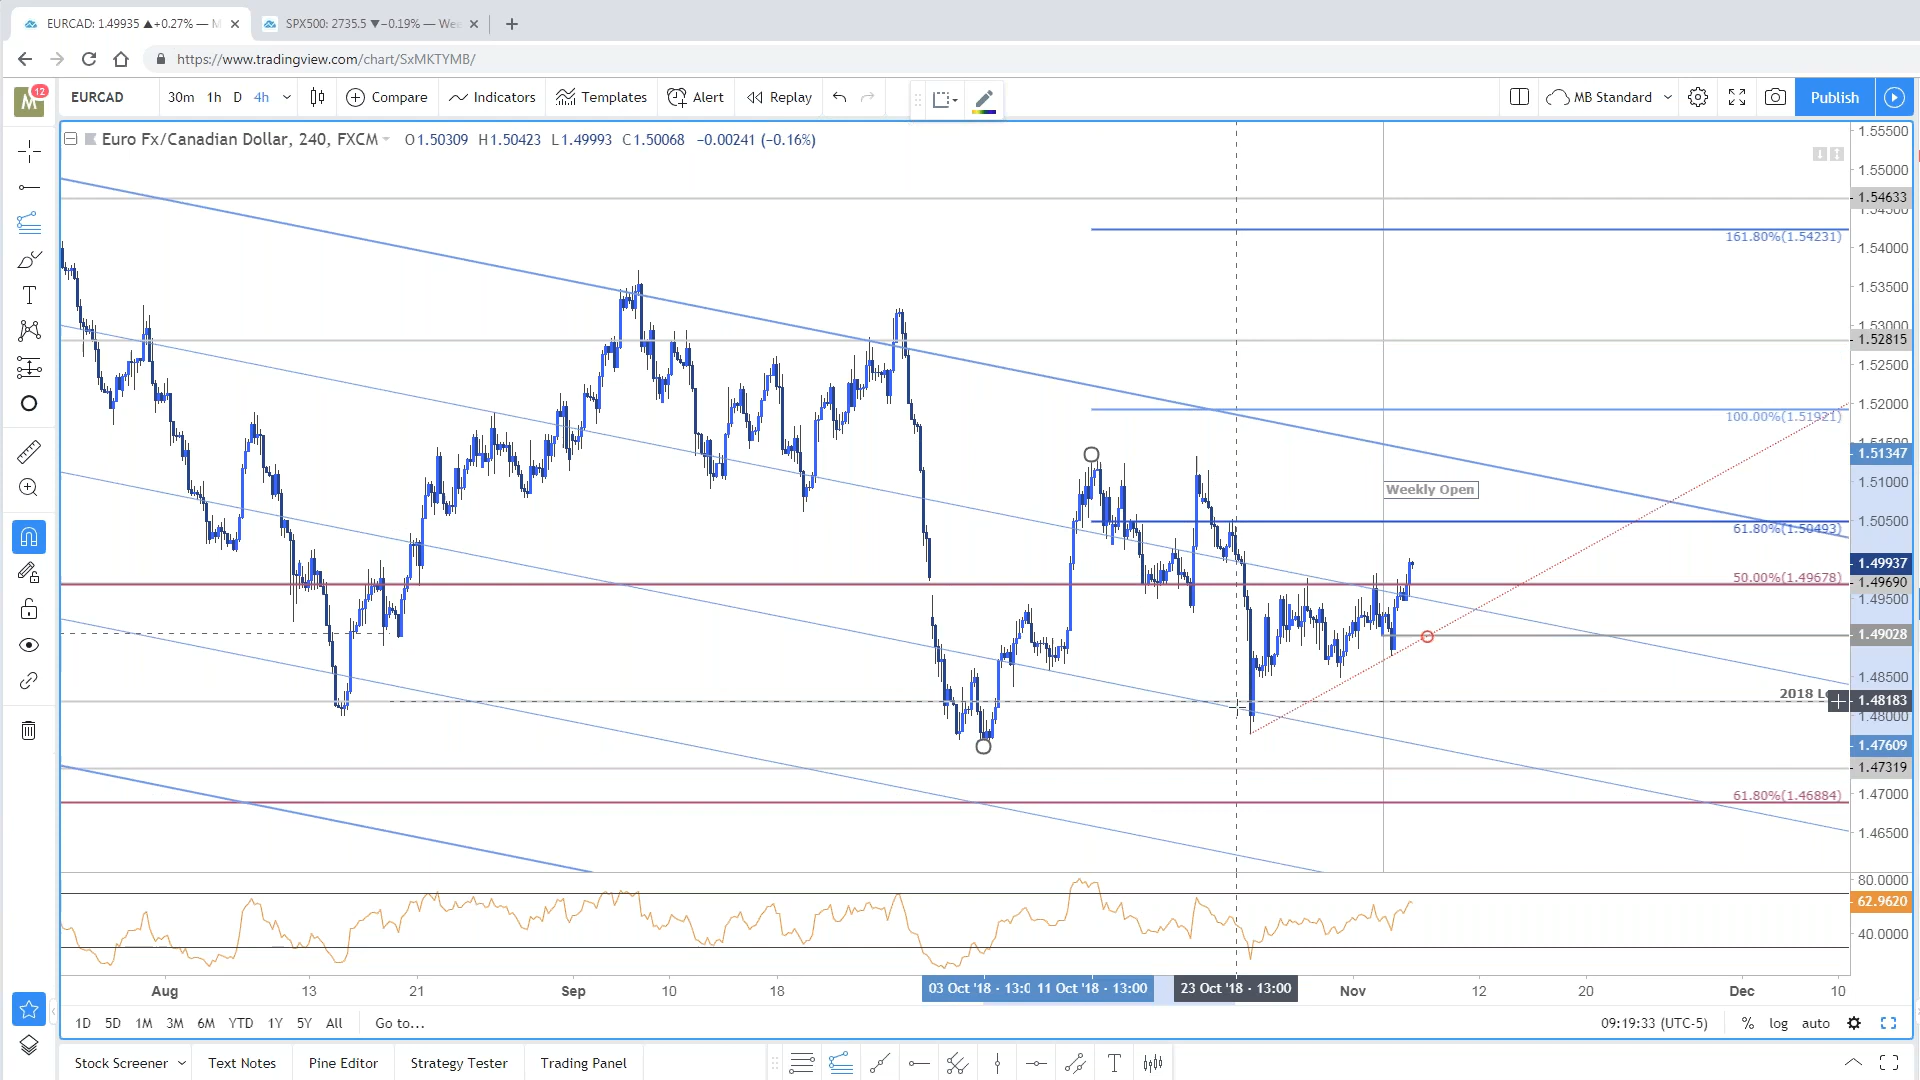 EURCAD: 1.49935 ▲+0.27% — M
SPX500: 2735.5 ▼−0.19% — We
https://www.tradingview.com/chart/SxMKTYMB/
M 12
EURCAD 30m 1h D 4h Compare Indicators Templates Alert Replay MB Standard Publish
Euro Fx/Canadian Dollar, 240, FXCM O1.50309 H1.50423 L1.49993 C1.50068 −0.00241 (−0.16%)
1.55500
1.55000
1.54633
161.80%(1.54231)
1.54000
1.53500
1.53000
1.52815
1.52500
1.52000
100.00%(1.51921)
1.51347
1.51000
Weekly Open
1.50500
61.80%(1.50493)
1.49937
50.00%(1.49678)
1.49690
1.49500
1.49028
1.48500
2018 L
1.48183
1.48000
1.47609
1.47319
61.80%(1.46884)
1.47000
1.46500
80.0000
62.9620
40.0000
Aug 13 21 Sep 10 18 03 Oct '18 · 13:0 11 Oct '18 · 13:00 23 Oct '18 · 13:00 Nov 12 20 Dec 10
1D 5D 1M 3M 6M YTD 1Y 5Y All Go to... 09:19:33 (UTC-5) % log auto
Stock Screener Text Notes Pine Editor Strategy Tester Trading Panel